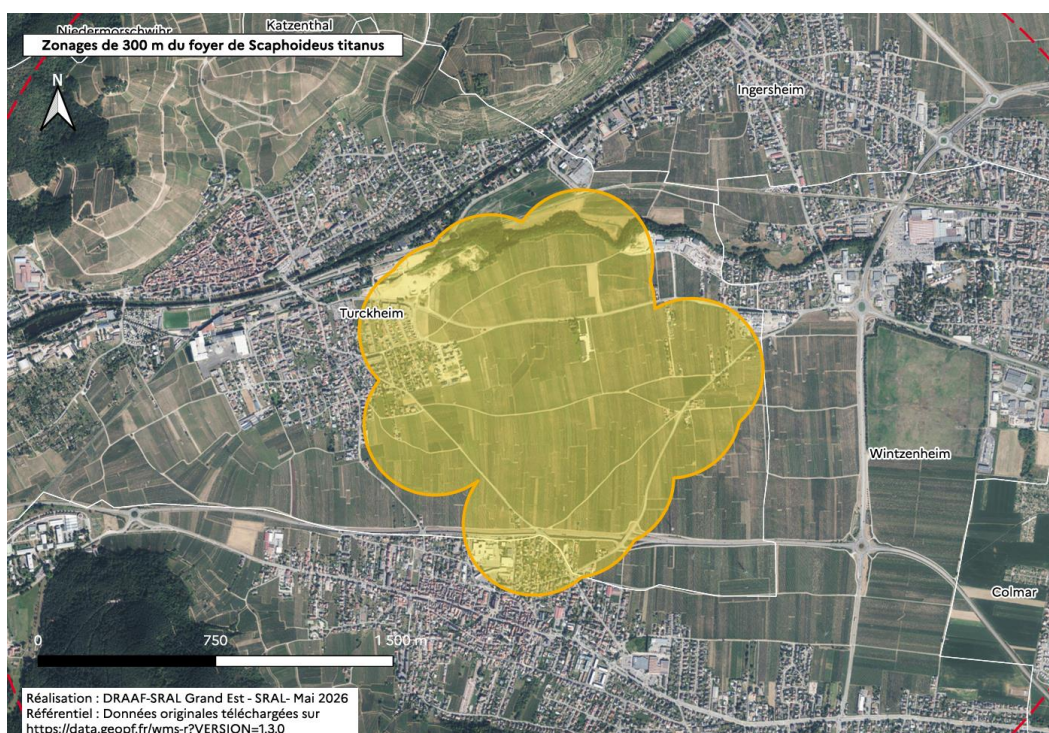 Niedermorschwihr
Katzenthal
Zonages de 300 m du foyer de Scaphoideus titanus
N
Ingersheim
Turckheim
Wintzenheim
Colmar
0 750 1 500 m
Réalisation : DRAAF-SRAL Grand Est - SRAL- Mai 2026
Référentiel : Données originales téléchargées sur
https://data.geopf.fr/wms-r?VERSION=1.3.0